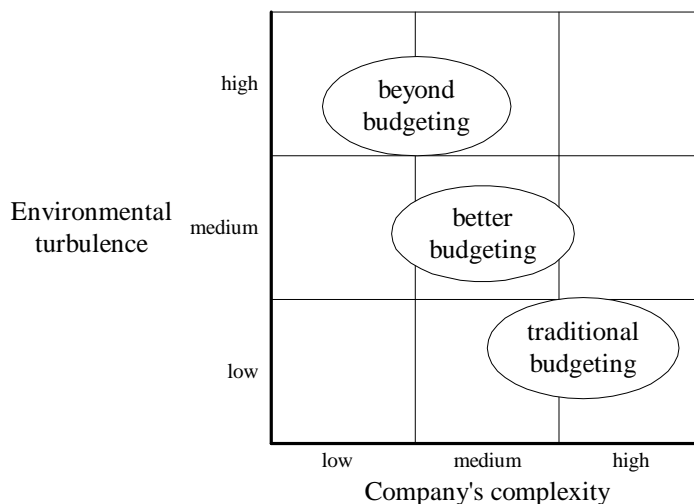 high
beyond
budgeting
Environmental
turbulence
medium
better
budgeting
low
traditional
budgeting
low
medium
high
Company's complexity